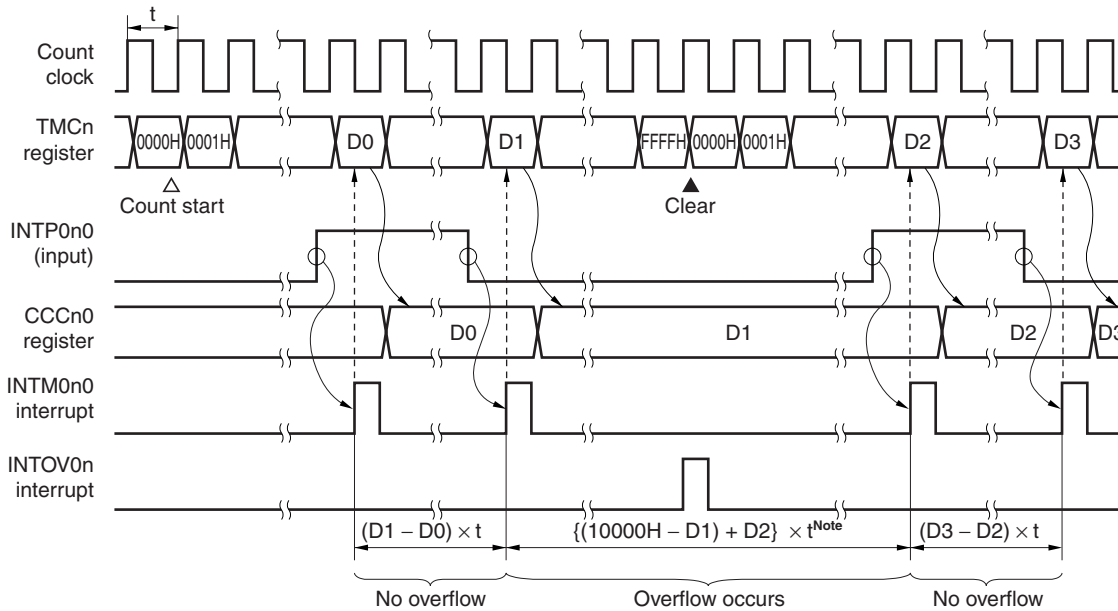 t
Count
clock
TMCn
register
0000H 0001H D0 D1 FFFFH 0000H 0001H D2 D3
Count start
Clear
INTP0n0
(input)
CCCn0
register
D0 D1 D2 D3
INTM0n0
interrupt
INTOV0n
interrupt
(D1 – D0) × t {(10000H – D1) + D2} × tNote (D3 – D2) × t
No overflow Overflow occurs No overflow